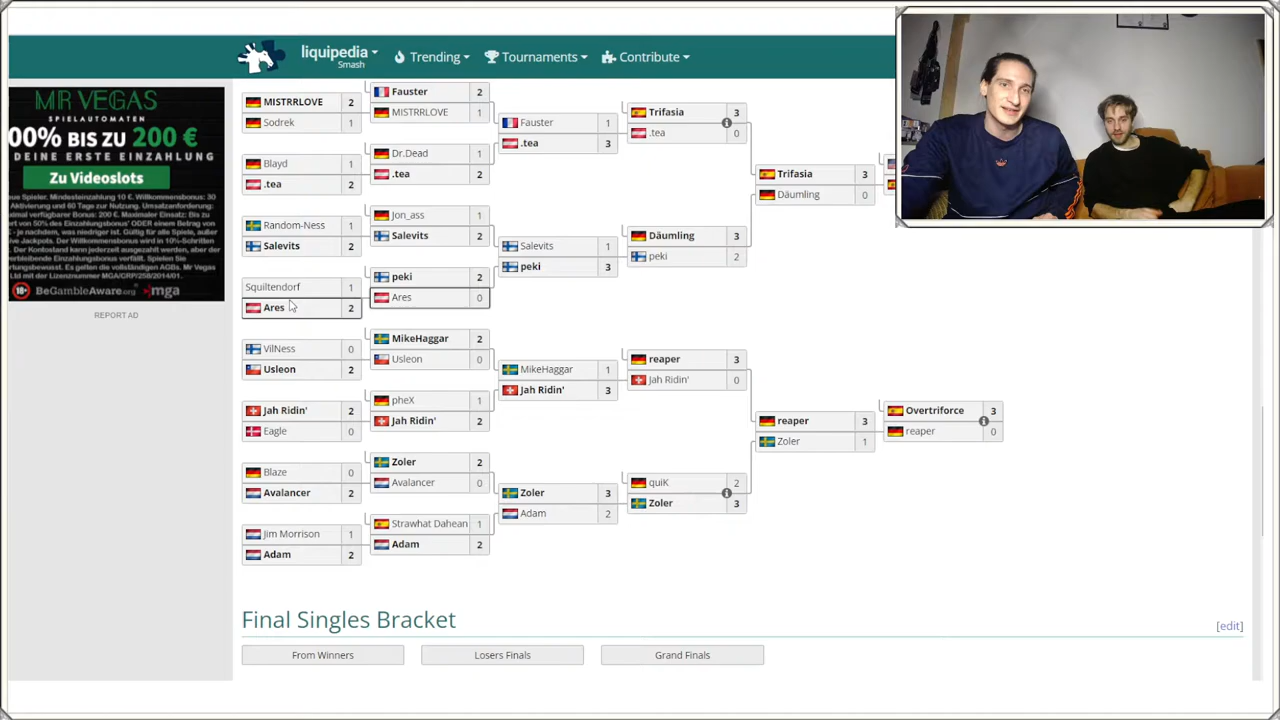 liquipedia
Smash
Trending
Tournaments
Contribute
MR VEGAS
SPIELAUTOMATEN
00% BIS ZU 200 €
DEINE ERSTE EINZAHLUNG
Zu Videoslots
BeGambleAware.org
mga
REPORT AD
MISTRRLOVE 2
Sodrek 1
Blayd 1
.tea 2
Random-Ness 1
Salevits 2
Squiltendorf 1
Ares 2
VilNess 0
Usleon 2
Jah Ridin' 2
Eagle 0
Blaze 0
Avalancer 2
Jim Morrison 1
Adam 2
Fauster 2
MISTRRLOVE 1
Dr.Dead 1
.tea 2
Jon_ass 1
Salevits 2
peki 2
Ares 0
MikeHaggar 2
Usleon 0
pheX 1
Jah Ridin' 2
Zoler 2
Avalancer 0
Strawhat Dahean 1
Adam 2
Fauster 1
.tea 3
Salevits 1
peki 3
MikeHaggar 1
Jah Ridin' 3
Zoler 3
Adam 2
Trifasia 3
.tea 0
Däumling 3
peki 2
reaper 3
Jah Ridin' 0
quiK 2
Zoler 3
Trifasia 3
Däumling 0
reaper 3
Zoler 1
Overtriforce 3
reaper 0
Final Singles Bracket
[edit]
From Winners
Losers Finals
Grand Finals